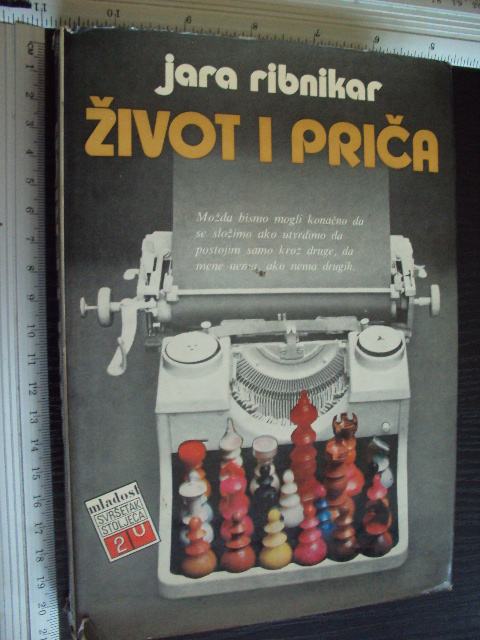 jara ribnikar
ŽIVOT I PRIČA
Možda bismo mogli konačno da
se složimo ako utvrdimo da
postojim samo kroz druge, da
mene nema, ako nema drugih.
mladost
SVRŠETAK
STOLJEĆA
2U